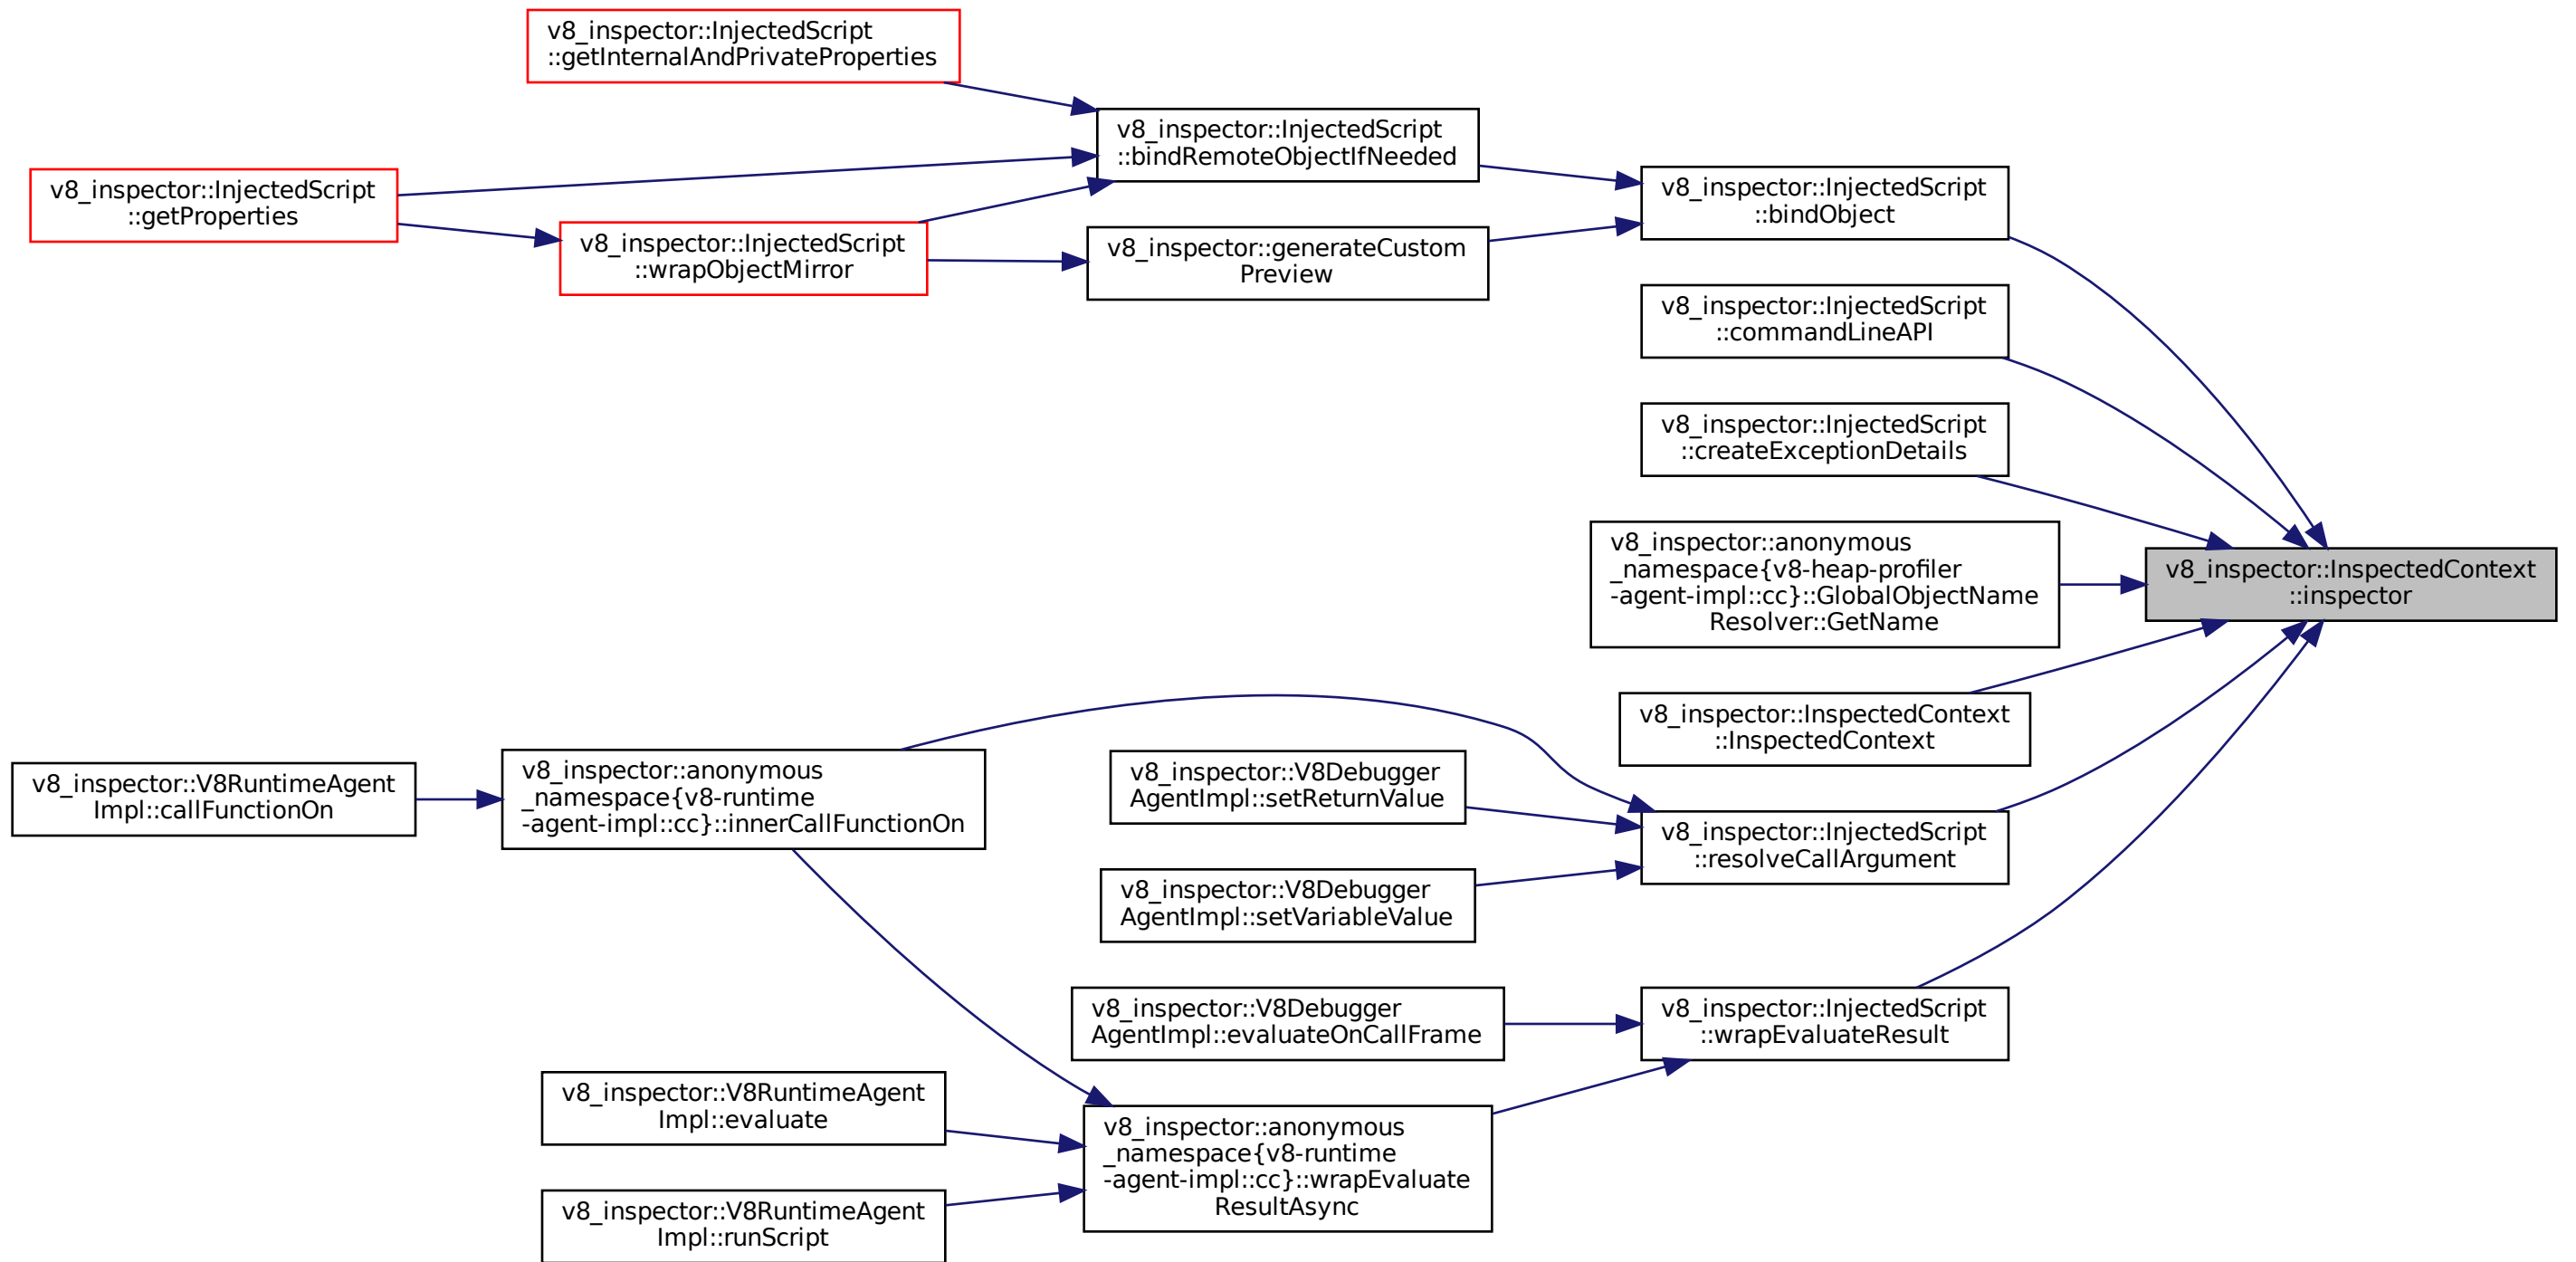 v8_inspector::InjectedScript
::getInternalAndPrivateProperties
v8_inspector::InjectedScript
::bindRemoteObjectIfNeeded
v8_inspector::InjectedScript
::getProperties
v8_inspector::InjectedScript
::wrapObjectMirror
v8_inspector::generateCustom
Preview
v8_inspector::InjectedScript
::bindObject
v8_inspector::InjectedScript
::commandLineAPI
v8_inspector::InjectedScript
::createExceptionDetails
v8_inspector::anonymous
_namespace{v8-heap-profiler
-agent-impl::cc}::GlobalObjectName
Resolver::GetName
v8_inspector::InspectedContext
::inspector
v8_inspector::InspectedContext
::InspectedContext
v8_inspector::V8RuntimeAgent
Impl::callFunctionOn
v8_inspector::anonymous
_namespace{v8-runtime
-agent-impl::cc}::innerCallFunctionOn
v8_inspector::V8Debugger
AgentImpl::setReturnValue
v8_inspector::InjectedScript
::resolveCallArgument
v8_inspector::V8Debugger
AgentImpl::setVariableValue
v8_inspector::V8Debugger
AgentImpl::evaluateOnCallFrame
v8_inspector::InjectedScript
::wrapEvaluateResult
v8_inspector::V8RuntimeAgent
Impl::evaluate
v8_inspector::anonymous
_namespace{v8-runtime
-agent-impl::cc}::wrapEvaluate
ResultAsync
v8_inspector::V8RuntimeAgent
Impl::runScript